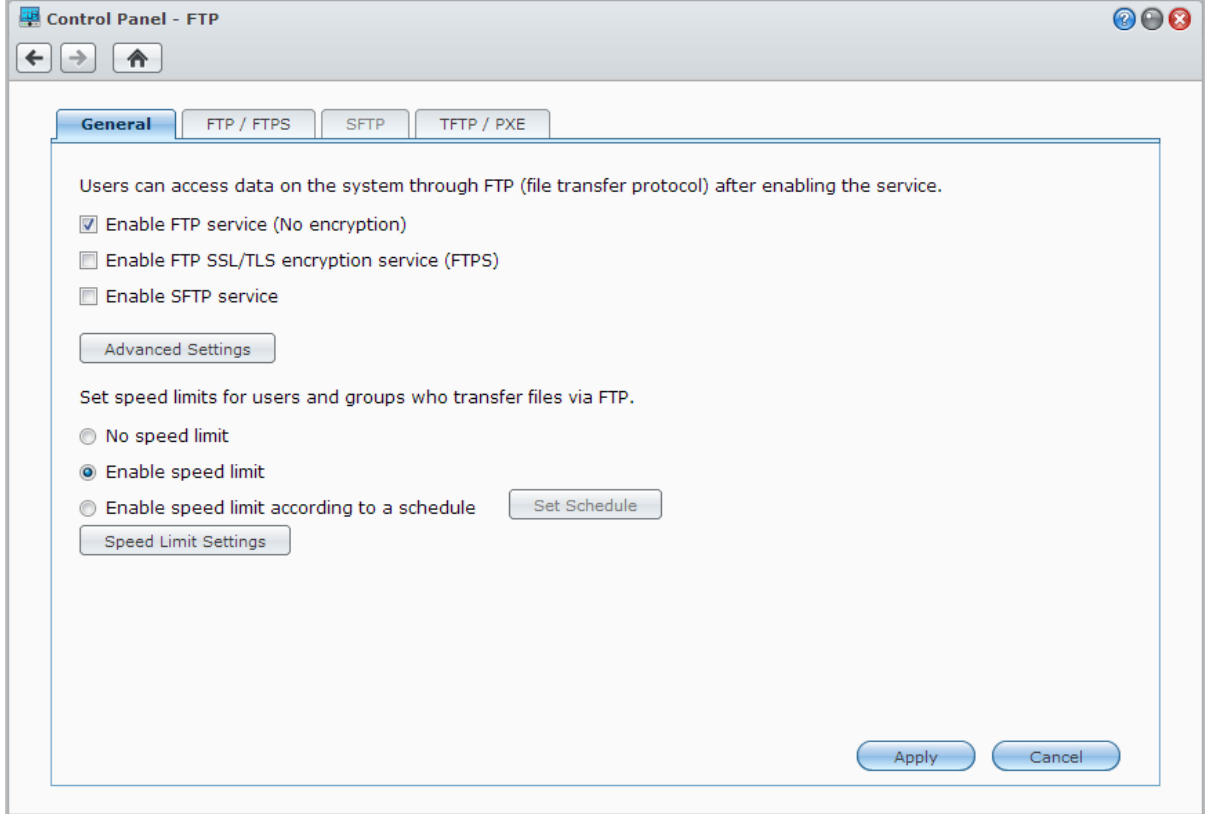 Control Panel - FTP
General FTP / FTPS SFTP TFTP / PXE
Users can access data on the system through FTP (file transfer protocol) after enabling the service.
Enable FTP service (No encryption)
Enable FTP SSL/TLS encryption service (FTPS)
Enable SFTP service
Advanced Settings
Set speed limits for users and groups who transfer files via FTP.
No speed limit
Enable speed limit
Enable speed limit according to a schedule Set Schedule
Speed Limit Settings
Apply Cancel